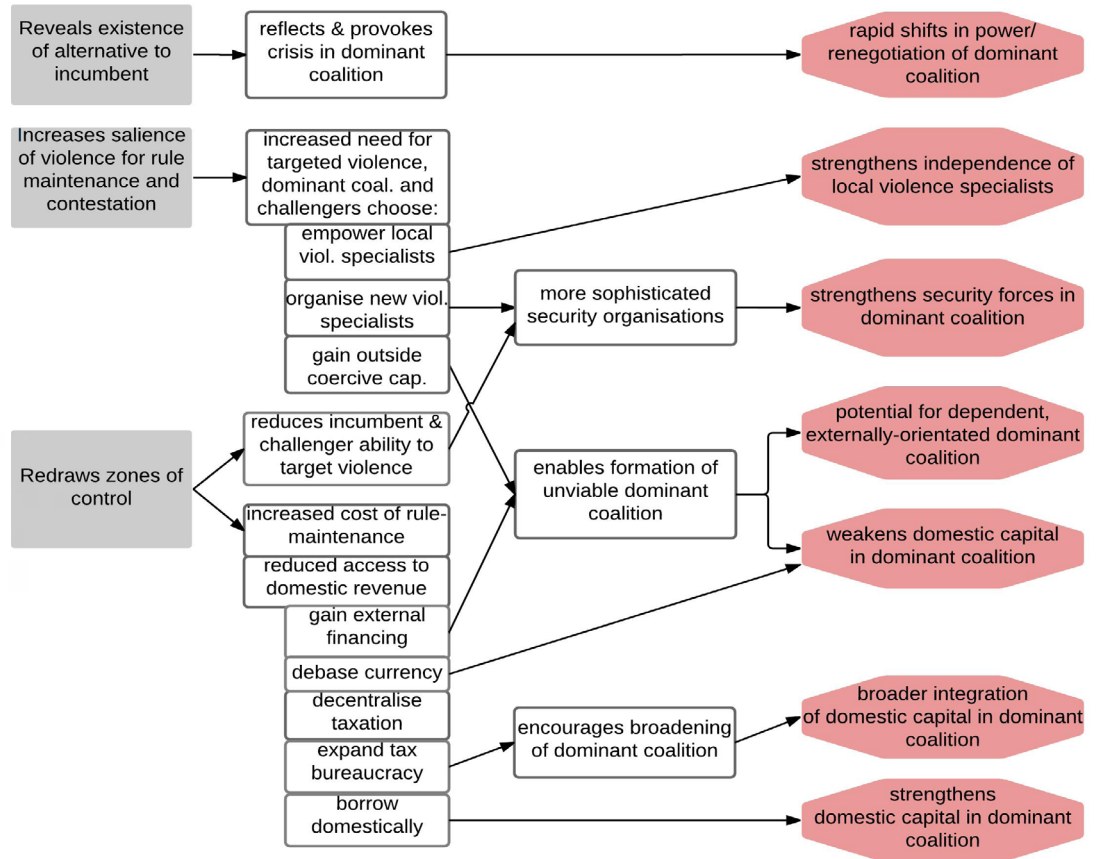 Reveals existence
of alternative to
incumbent
reflects & provokes
crisis in dominant
coalition
rapid shifts in power/
renegotiation of dominant
coalition
Increases salience
of violence for rule
maintenance and
contestation
increased need for
targeted violence,
dominant coal. and
challengers choose:
strengthens independence of
local violence specialists
empower local
viol. specialists
organise new viol.
specialists
more sophisticated
security organisations
strengthens security forces in
dominant coalition
gain outside
coercive cap.
Redraws zones of
control
reduces incumbent &
challenger ability to
target violence
enables formation of
unviable dominant
coalition
potential for dependent,
externally-orientated dominant
coalition
increased cost of rule-
maintenance
weakens domestic capital
in dominant coalition
reduced access to
domestic revenue
gain external
financing
debase currency
decentralise
taxation
expand tax
bureaucracy
encourages broadening
of dominant coalition
broader integration
of domestic capital in dominant
coalition
borrow
domestically
strengthens
domestic capital in dominant
coalition